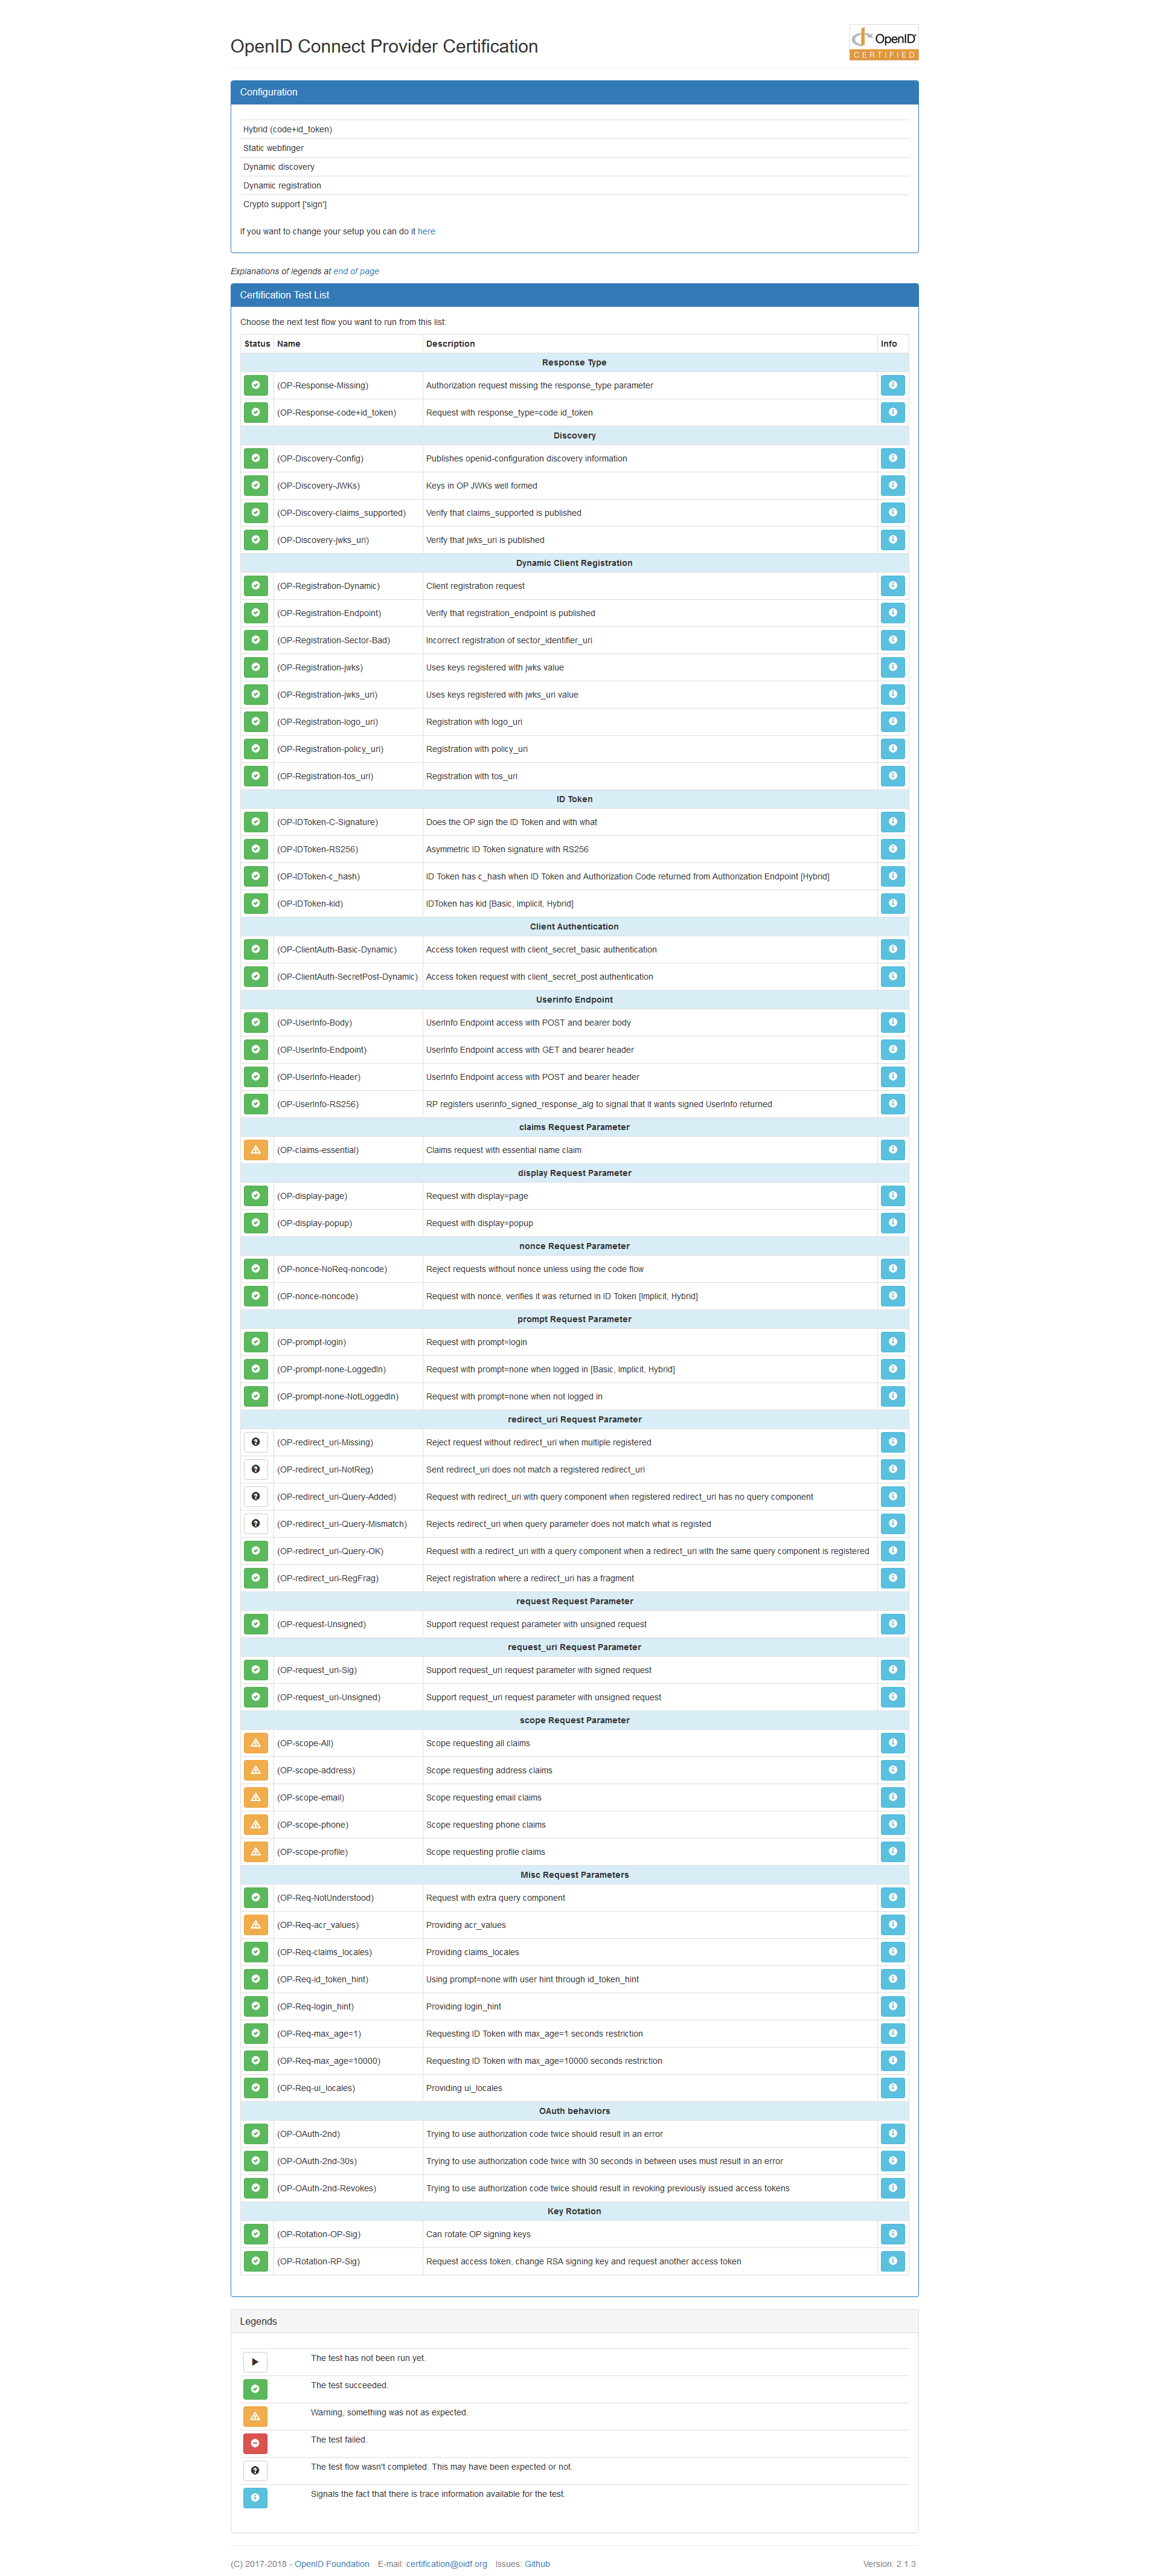 OpenID Connect Provider Certification
OpenID
CERTIFIED
Configuration
Hybrid (code+id_token)
Static webfinger
Dynamic discovery
Dynamic registration
Crypto support ['sign']
If you want to change your setup you can do it here
Explanations of legends at end of page
Certification Test List
Choose the next test flow you want to run from this list:
Status Name Description Info
Response Type
(OP-Response-Missing) Authorization request missing the response_type parameter
(OP-Response-code+id_token) Request with response_type=code id_token
Discovery
(OP-Discovery-Config) Publishes openid-configuration discovery information
(OP-Discovery-JWKs) Keys in OP JWKs well formed
(OP-Discovery-claims_supported) Verify that claims_supported is published
(OP-Discovery-jwks_uri) Verify that jwks_uri is published
Dynamic Client Registration
(OP-Registration-Dynamic) Client registration request
(OP-Registration-Endpoint) Verify that registration_endpoint is published
(OP-Registration-Sector-Bad) Incorrect registration of sector_identifier_uri
(OP-Registration-jwks) Uses keys registered with jwks value
(OP-Registration-jwks_uri) Uses keys registered with jwks_uri value
(OP-Registration-logo_uri) Registration with logo_uri
(OP-Registration-policy_uri) Registration with policy_uri
(OP-Registration-tos_uri) Registration with tos_uri
ID Token
(OP-IDToken-C-Signature) Does the OP sign the ID Token and with what
(OP-IDToken-RS256) Asymmetric ID Token signature with RS256
(OP-IDToken-c_hash) ID Token has c_hash when ID Token and Authorization Code returned from Authorization Endpoint [Hybrid]
(OP-IDToken-kid) IDToken has kid [Basic, Implicit, Hybrid]
Client Authentication
(OP-ClientAuth-Basic-Dynamic) Access token request with client_secret_basic authentication
(OP-ClientAuth-SecretPost-Dynamic) Access token request with client_secret_post authentication
Userinfo Endpoint
(OP-UserInfo-Body) UserInfo Endpoint access with POST and bearer body
(OP-UserInfo-Endpoint) UserInfo Endpoint access with GET and bearer header
(OP-UserInfo-Header) UserInfo Endpoint access with POST and bearer header
(OP-UserInfo-RS256) RP registers userinfo_signed_response_alg to signal that it wants signed UserInfo returned
claims Request Parameter
(OP-claims-essential) Claims request with essential name claim
display Request Parameter
(OP-display-page) Request with display=page
(OP-display-popup) Request with display=popup
nonce Request Parameter
(OP-nonce-NoReq-noncode) Reject requests without nonce unless using the code flow
(OP-nonce-noncode) Request with nonce, verifies it was returned in ID Token [Implicit, Hybrid]
prompt Request Parameter
(OP-prompt-login) Request with prompt=login
(OP-prompt-none-LoggedIn) Request with prompt=none when logged in [Basic, Implicit, Hybrid]
(OP-prompt-none-NotLoggedIn) Request with prompt=none when not logged in
redirect_uri Request Parameter
(OP-redirect_uri-Missing) Reject request without redirect_uri when multiple registered
(OP-redirect_uri-NotReg) Sent redirect_uri does not match a registered redirect_uri
(OP-redirect_uri-Query-Added) Request with redirect_uri with query component when registered redirect_uri has no query component
(OP-redirect_uri-Query-Mismatch) Rejects redirect_uri when query parameter does not match what is registed
(OP-redirect_uri-Query-OK) Request with a redirect_uri with a query component when a redirect_uri with the same query component is registered
(OP-redirect_uri-RegFrag) Reject registration where a redirect_uri has a fragment
request Request Parameter
(OP-request-Unsigned) Support request request parameter with unsigned request
request_uri Request Parameter
(OP-request_uri-Sig) Support request_uri request parameter with signed request
(OP-request_uri-Unsigned) Support request_uri request parameter with unsigned request
scope Request Parameter
(OP-scope-All) Scope requesting all claims
(OP-scope-address) Scope requesting address claims
(OP-scope-email) Scope requesting email claims
(OP-scope-phone) Scope requesting phone claims
(OP-scope-profile) Scope requesting profile claims
Misc Request Parameters
(OP-Req-NotUnderstood) Request with extra query component
(OP-Req-acr_values) Providing acr_values
(OP-Req-claims_locales) Providing claims_locales
(OP-Req-id_token_hint) Using prompt=none with user hint through id_token_hint
(OP-Req-login_hint) Providing login_hint
(OP-Req-max_age=1) Requesting ID Token with max_age=1 seconds restriction
(OP-Req-max_age=10000) Requesting ID Token with max_age=10000 seconds restriction
(OP-Req-ui_locales) Providing ui_locales
OAuth behaviors
(OP-OAuth-2nd) Trying to use authorization code twice should result in an error
(OP-OAuth-2nd-30s) Trying to use authorization code twice with 30 seconds in between uses must result in an error
(OP-OAuth-2nd-Revokes) Trying to use authorization code twice should result in revoking previously issued access tokens
Key Rotation
(OP-Rotation-OP-Sig) Can rotate OP signing keys
(OP-Rotation-RP-Sig) Request access token, change RSA signing key and request another access token
Legends
The test has not been run yet.
The test succeeded.
Warning, something was not as expected.
The test failed.
The test flow wasn't completed. This may have been expected or not.
Signals the fact that there is trace information available for the test.
(C) 2017-2018 - OpenID Foundation E-mail: certification@oidf.org Issues: Github Version: 2.1.3